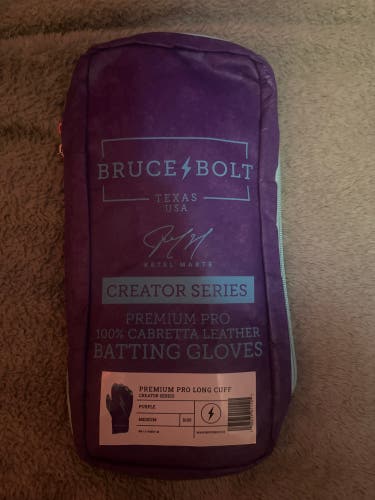 BRUCE BOLT
TEXAS
USA
KETEL MARTE
CREATOR SERIES
PREMIUM PRO
100% CABRETTA LEATHER
BATTING GLOVES
PREMIUM PRO LONG CUFF
CREATOR SERIES
PURPLE
MEDIUM